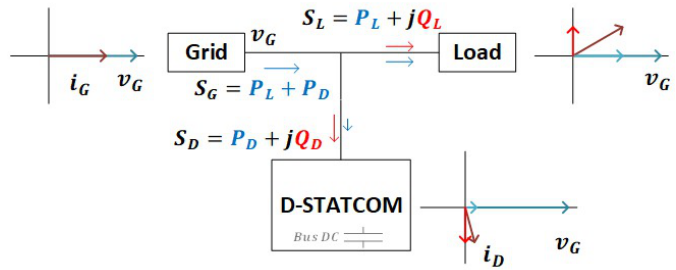 S_L = P_L + jQ_L
Grid
v_G
Load
i_G
v_G
v_G
S_G = P_L + P_D
S_D = P_D + jQ_D
D-STATCOM
Bus DC
i_D
v_G